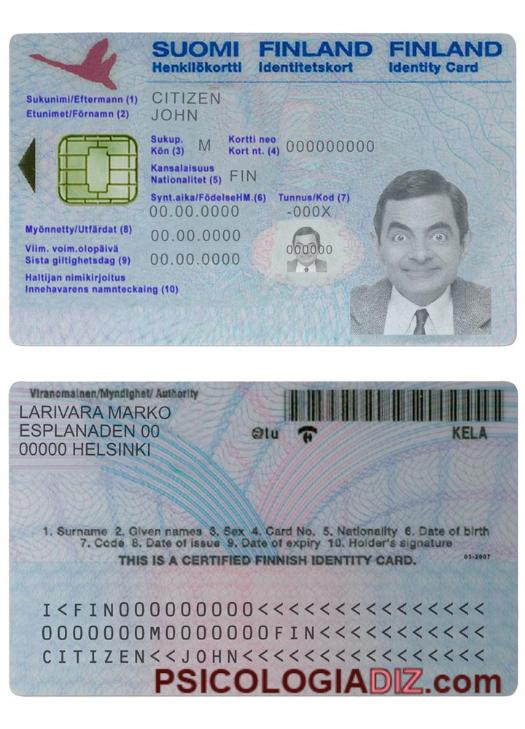 SUOMI FINLAND FINLAND
Henkilökortti Identitetskort Identity Card
Sukunimi/Eftermann (1) CITIZEN
Etunimet/Förnamn (2) JOHN
Sukup. Kortti neo
Kön (3) M Kort nt. (4) 000000000
Kansalaisuus
Nationalitet (5) FIN
Synt.aika/FödelseHM.(6) Tunnus/Kod (7)
00.00.0000 -000X
Myönnetty/Utfärdat (8) 00.00.0000
000000
Vlim. voim.olopäivä
Sista giltighetsdag (9) 00.00.0000
Haltijan nimikirjoitus
Innehavarens namnteckaing (10)
Viranomainen/Myndighet/ Authority
LARIVARA MARKO
ESPLANADEN 00
00000 HELSINKI
KELA
1. Surname 2. Given names 3. Sex 4. Card No. 5. Nationality 6. Date of birth
7. Code 8. Date of issue 9. Date of expiry 10. Holder's signature
THIS IS A CERTIFIED FINNISH IDENTITY CARD.
03-2007
I<FIN0000000000<<<<<<<<<<<<<<<
0000000M0000000FIN<<<<<<<<<<<<
CITIZEN<<JOHN<<<<<<<<<<<<<<<<<
PSICOLOGIADIZ.com